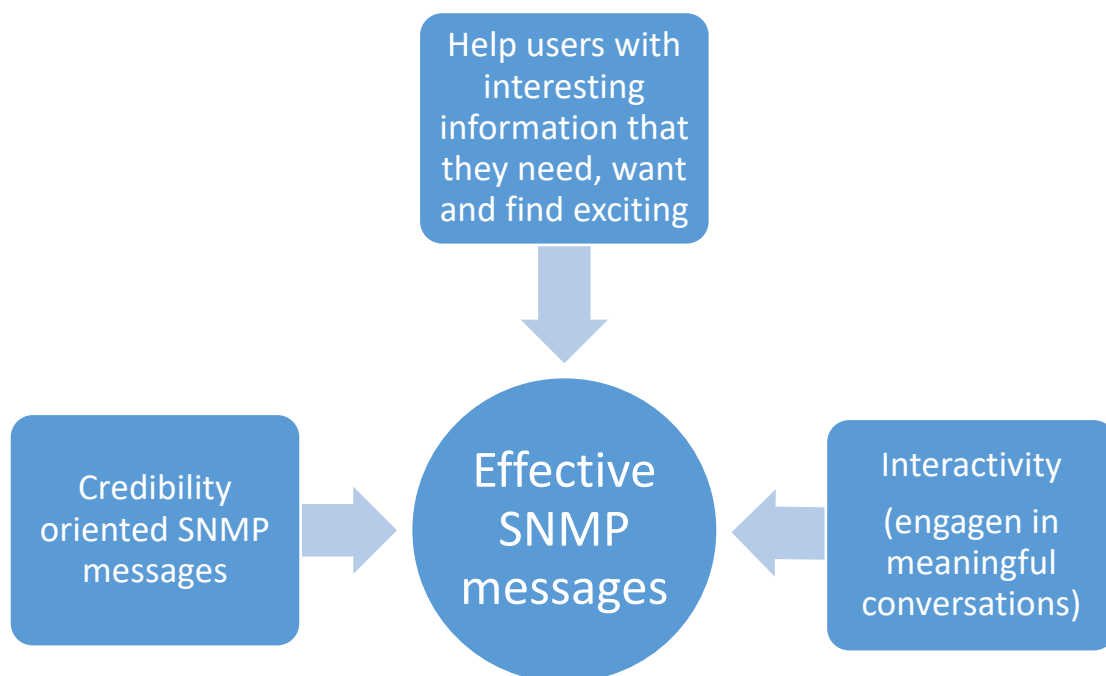 Help users with
interesting
information that
they need, want
and find exciting
Credibility
oriented SNMP
messages
Effective
SNMP
messages
Interactivity
(engagen in
meaningful
conversations)